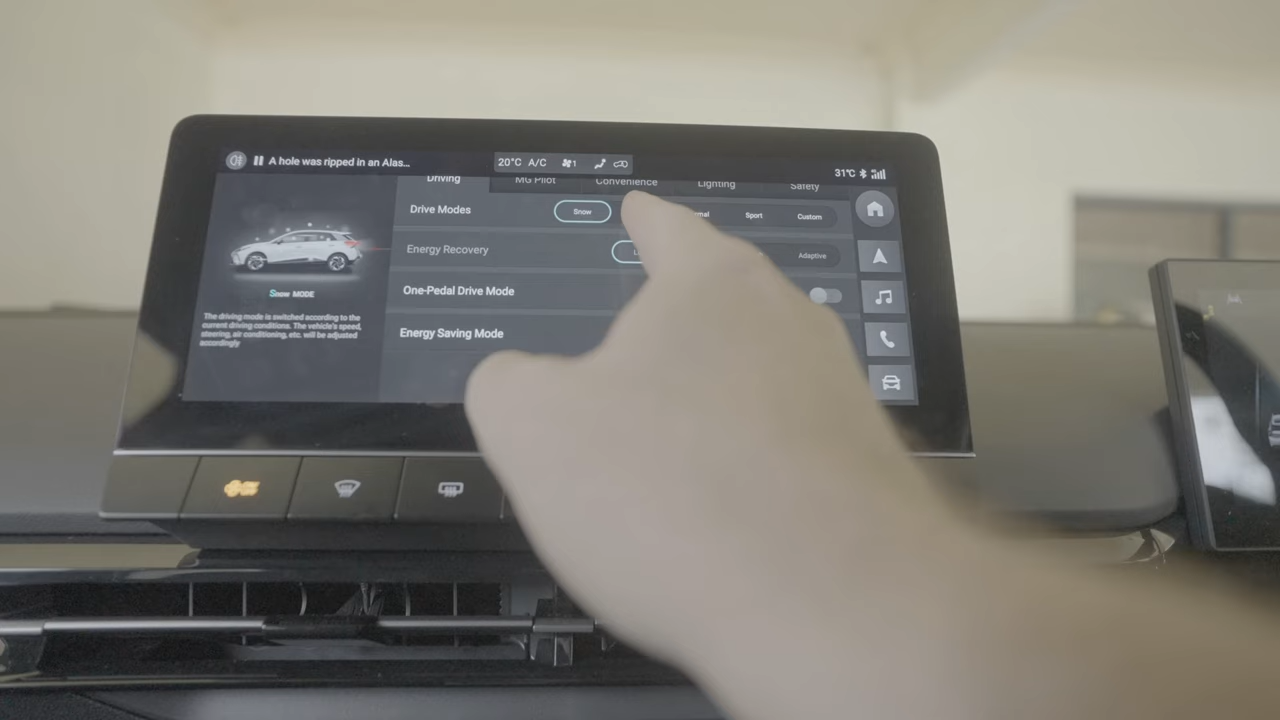 A hole was ripped in an Alas...
20°C A/C 1
31°C
Driving MG Pilot Convenience Lighting Safety
Drive Modes Snow Sport Custom
Energy Recovery Adaptive
One-Pedal Drive Mode
Energy Saving Mode
Snow MODE
The driving mode is switched according to the
current driving conditions. The vehicle's speed,
steering, air conditioning, etc. will be adjusted
accordingly